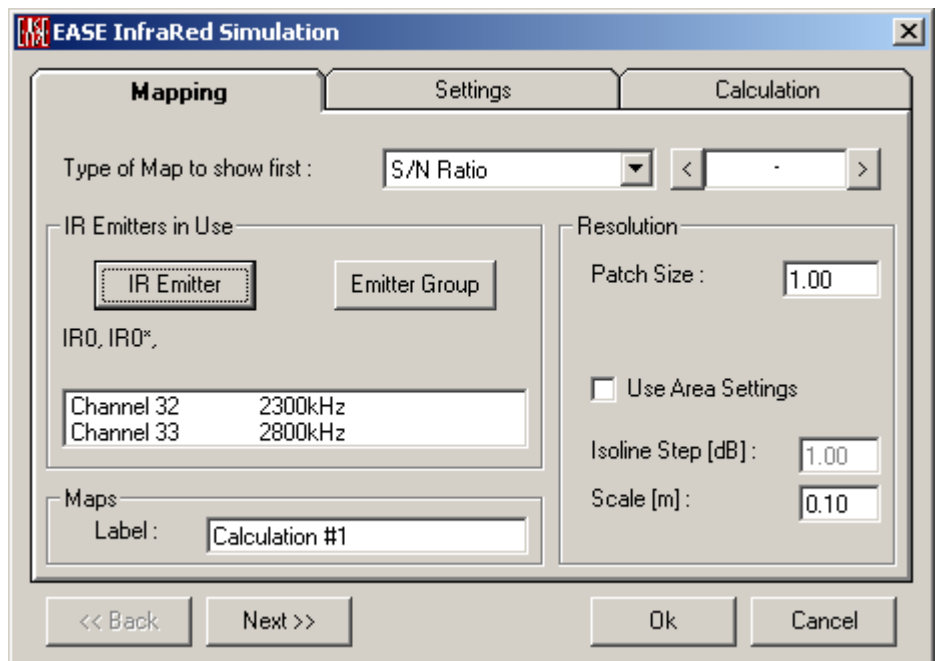 EASE EASE InfraRed Simulation
Mapping Settings Calculation
Type of Map to show first : S/N Ratio < - >
IR Emitters in Use
IR Emitter Emitter Group
IR0, IR0*,
Channel 32 2300kHz
Channel 33 2800kHz
Maps
Label : Calculation #1
Resolution
Patch Size : 1.00
Use Area Settings
Isoline Step [dB] : 1.00
Scale [m] : 0.10
<< Back Next >> Ok Cancel